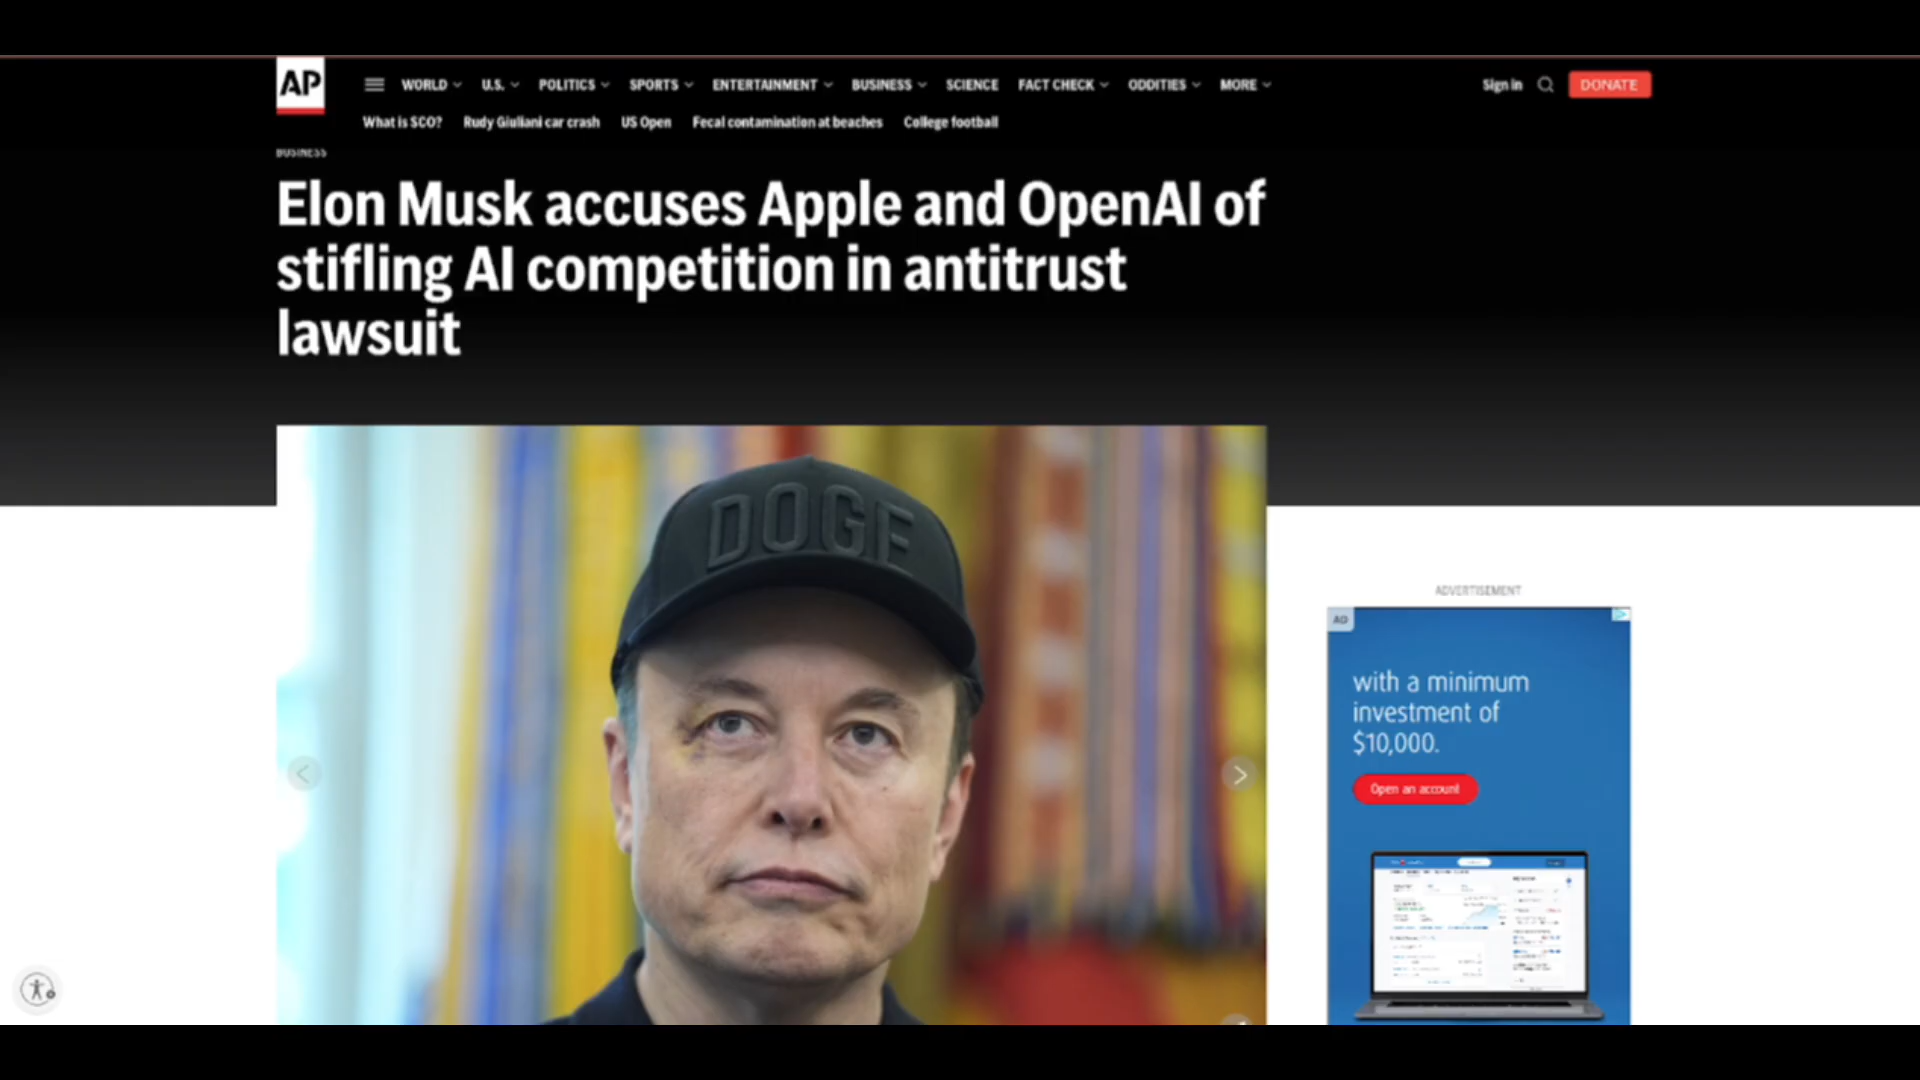 AP
WORLD U.S. POLITICS SPORTS ENTERTAINMENT BUSINESS SCIENCE FACT CHECK ODDITIES MORE Sign in DONATE
What is SCO? Rudy Giuliani car crash US Open Fecal contamination at beaches College football
BUSINESS
Elon Musk accuses Apple and OpenAI of
stifling AI competition in antitrust
lawsuit
DOGE
ADVERTISEMENT
AD
with a minimum
investment of
$10,000.
Open an account